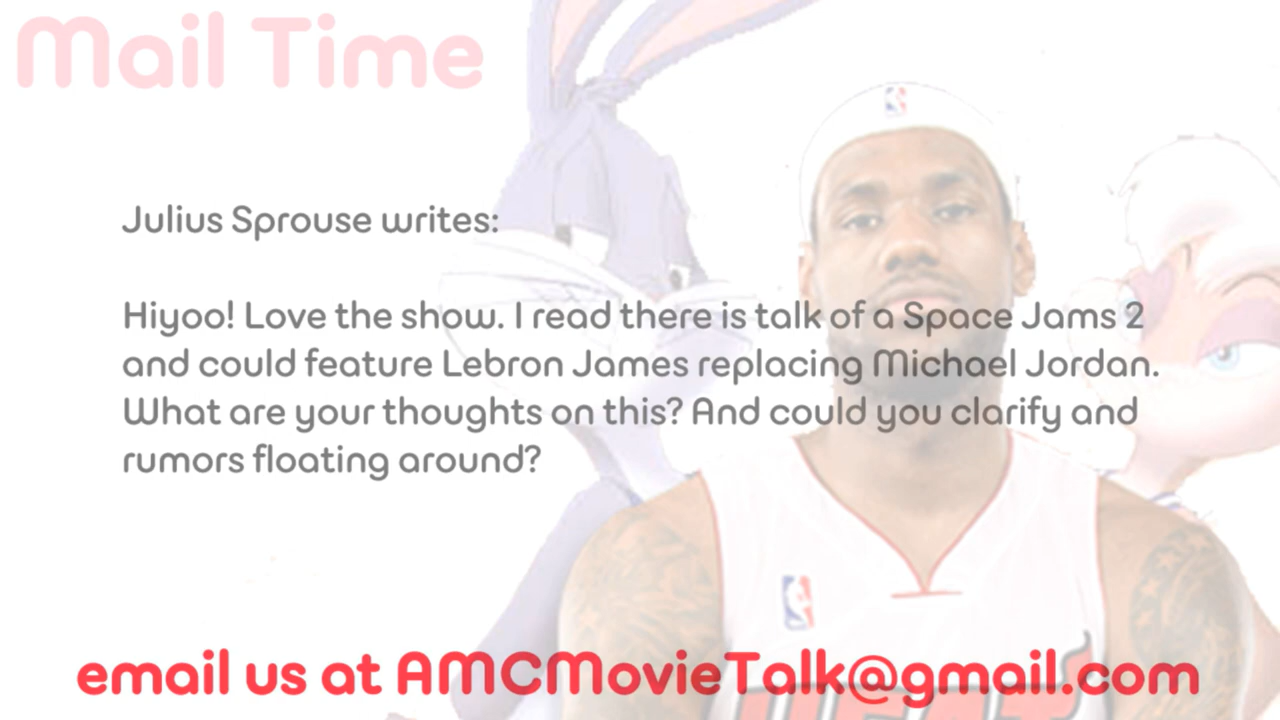 Mail Time
Julius Sprouse writes:
Hiyoo! Love the show. I read there is talk of a Space Jams 2
and could feature Lebron James replacing Michael Jordan.
What are your thoughts on this? And could you clarify and
rumors floating around?
email us at AMCMovieTalk@gmail.com
HEAT